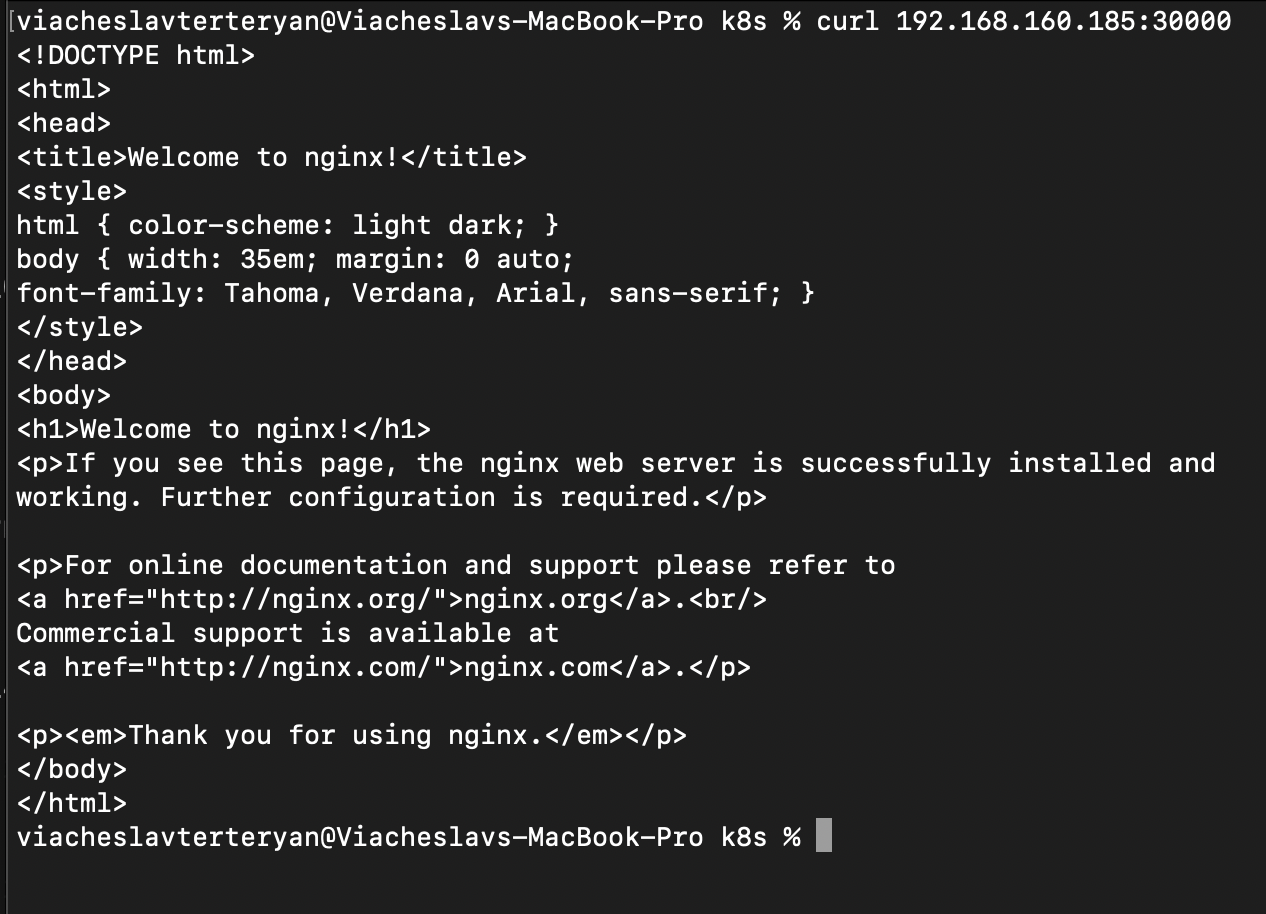 [viacheslavterteryan@Viacheslavs-MacBook-Pro k8s % curl 192.168.160.185:30000
<!DOCTYPE html>
<html>
<head>
<title>Welcome to nginx!</title>
<style>
html { color-scheme: light dark; }
body { width: 35em; margin: 0 auto;
font-family: Tahoma, Verdana, Arial, sans-serif; }
</style>
</head>
<body>
<h1>Welcome to nginx!</h1>
<p>If you see this page, the nginx web server is successfully installed and
working. Further configuration is required.</p>

<p>For online documentation and support please refer to
<a href="http://nginx.org/">nginx.org</a>.<br/>
Commercial support is available at
<a href="http://nginx.com/">nginx.com</a>.</p>

<p><em>Thank you for using nginx.</em></p>
</body>
</html>
viacheslavterteryan@Viacheslavs-MacBook-Pro k8s %